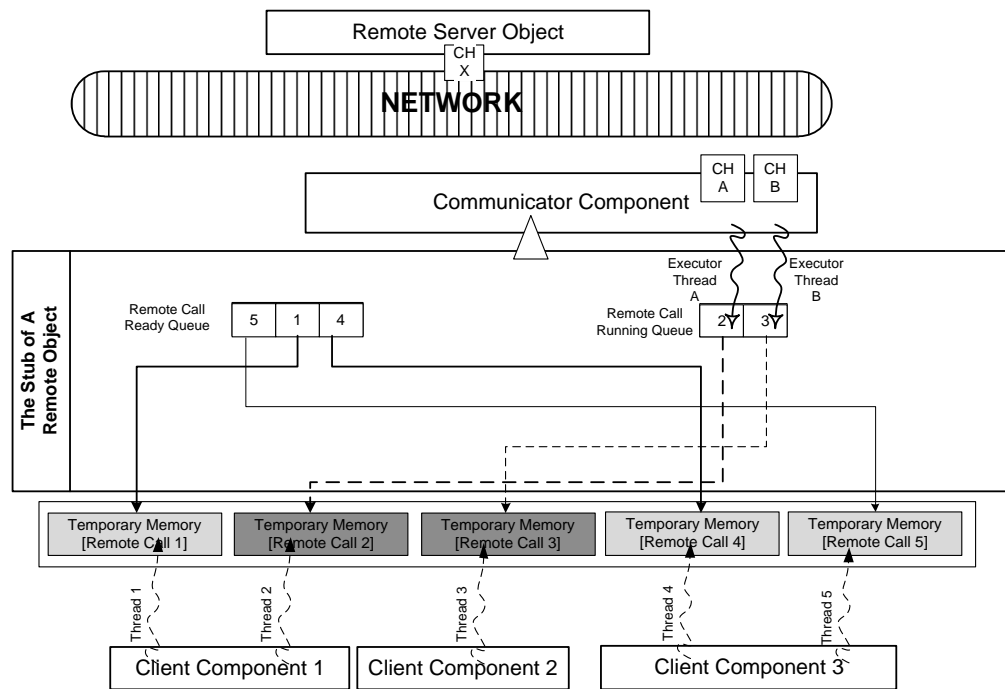 Remote Server Object
CH
X
NETWORK
CH
A
CH
B
Communicator Component
The Stub of A
Remote Object
Executor
Thread
A
Executor
Thread
B
Remote Call
Ready Queue
5 1 4
Remote Call
Running Queue
2 3
Temporary Memory
[Remote Call 1]
Temporary Memory
[Remote Call 2]
Temporary Memory
[Remote Call 3]
Temporary Memory
[Remote Call 4]
Temporary Memory
[Remote Call 5]
Thread 1
Thread 2
Thread 3
Thread 4
Thread 5
Client Component 1
Client Component 2
Client Component 3